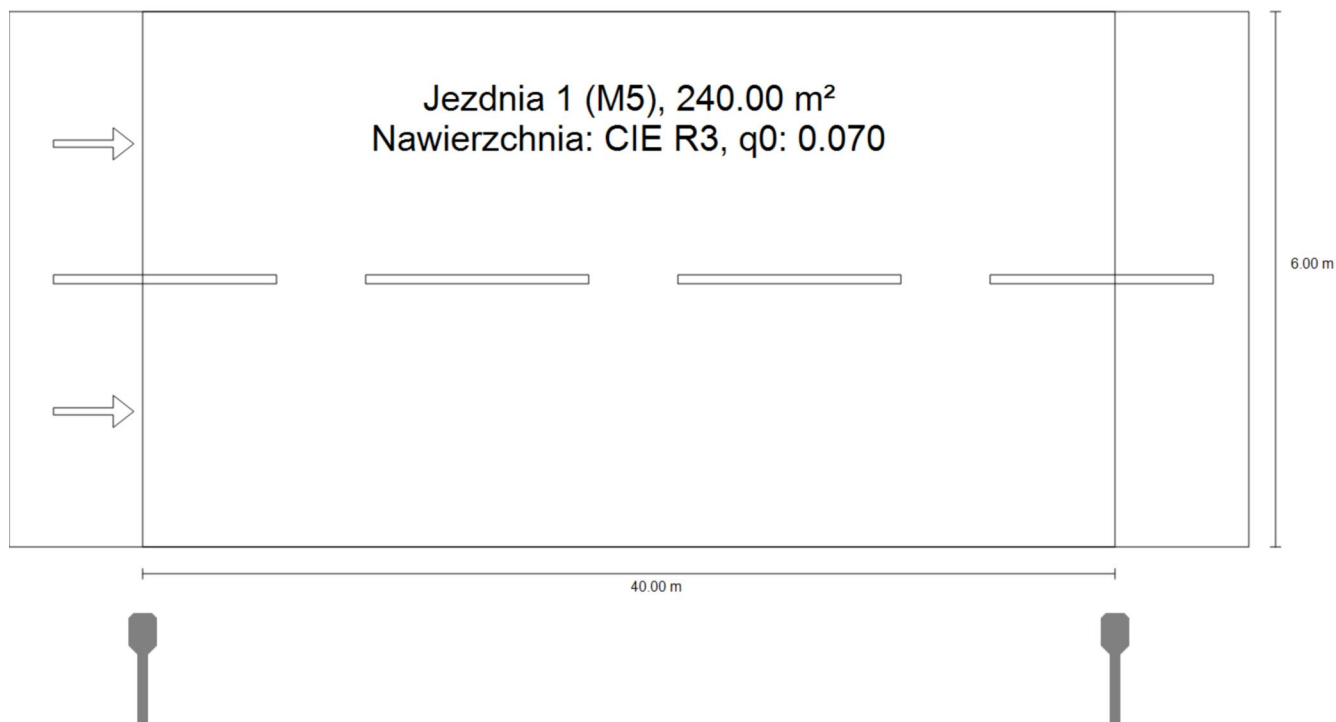 Jezdnia 1 (M5), 240.00 m²
Nawierzchnia: CIE R3, q0: 0.070
6.00 m
40.00 m